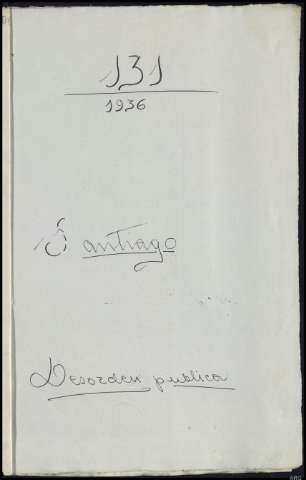 131
1936
Santiago
Desorden publica